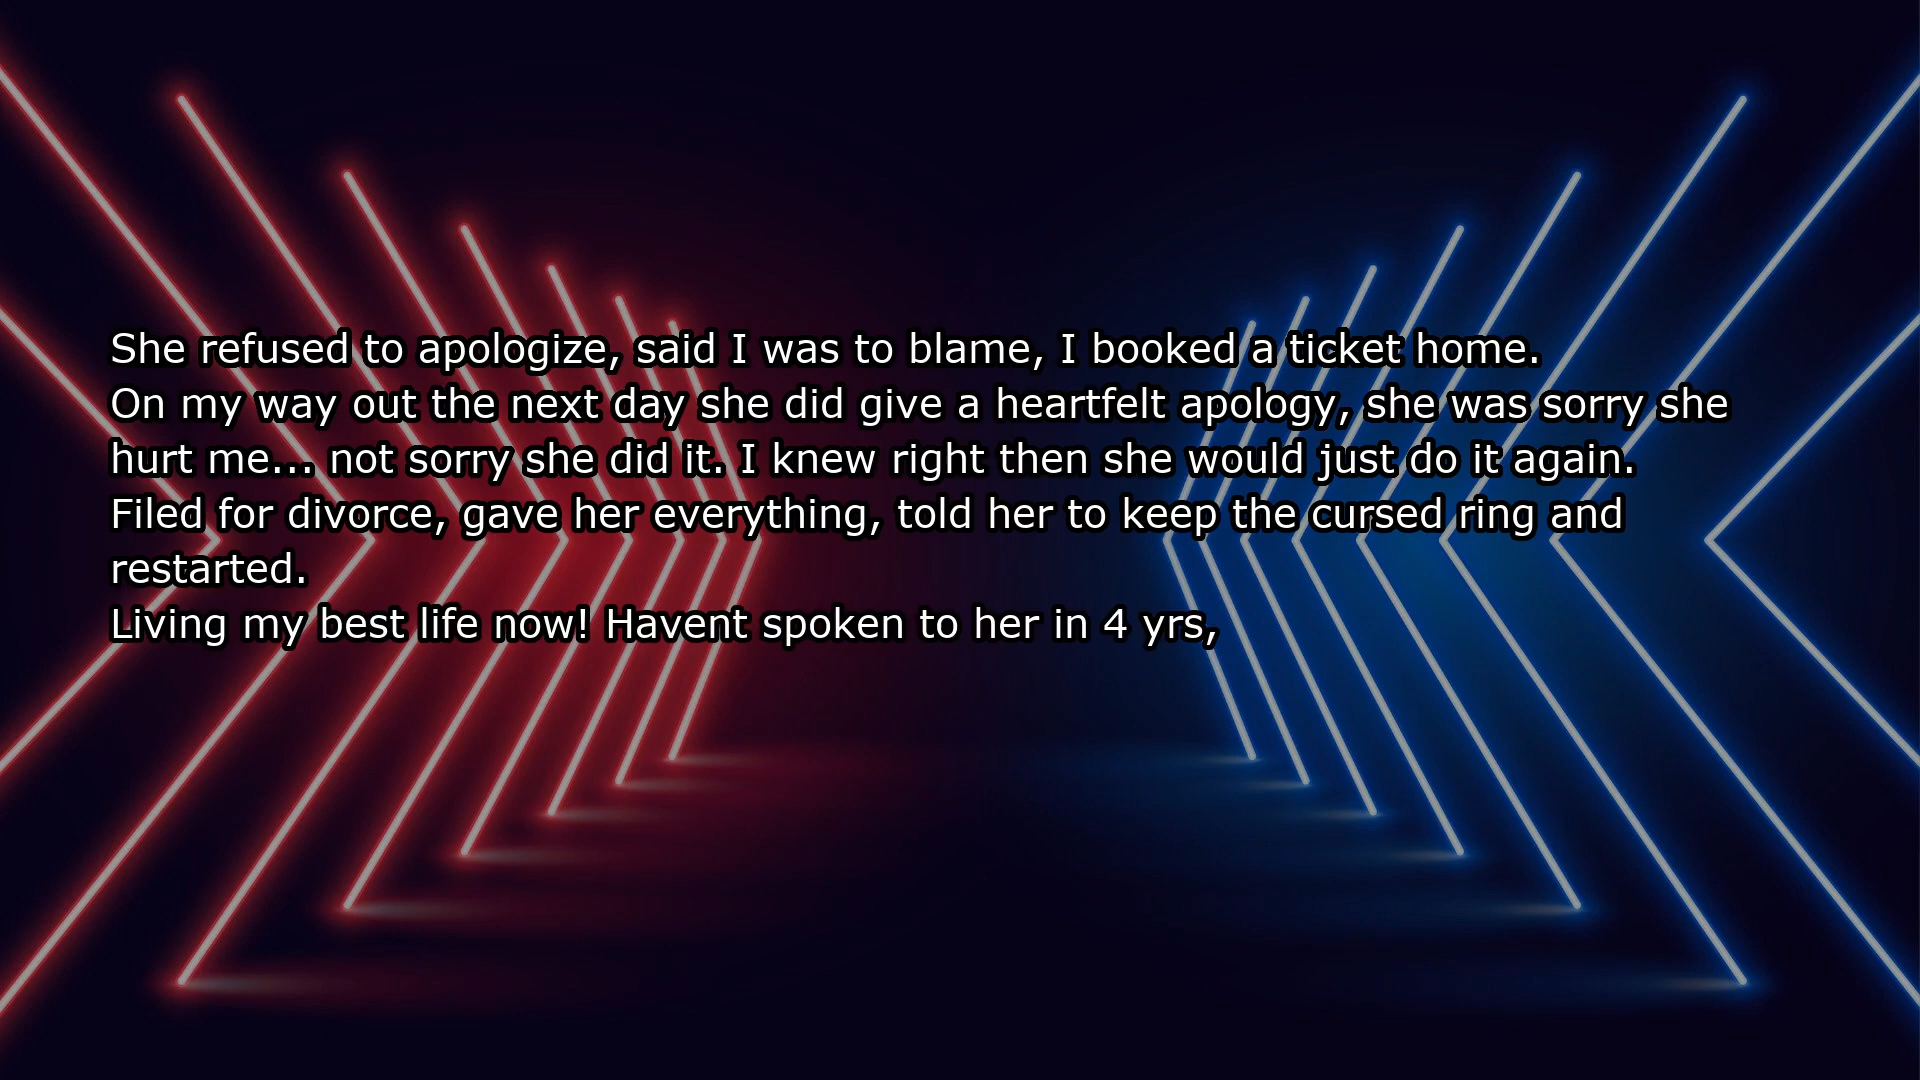 She refused to apologize, said I was to blame, I booked a ticket home.
On my way out the next day she did give a heartfelt apology, she was sorry she
hurt me... not sorry she did it. I knew right then she would just do it again.
Filed for divorce, gave her everything, told her to keep the cursed ring and
restarted.
Living my best life now! Havent spoken to her in 4 yrs,